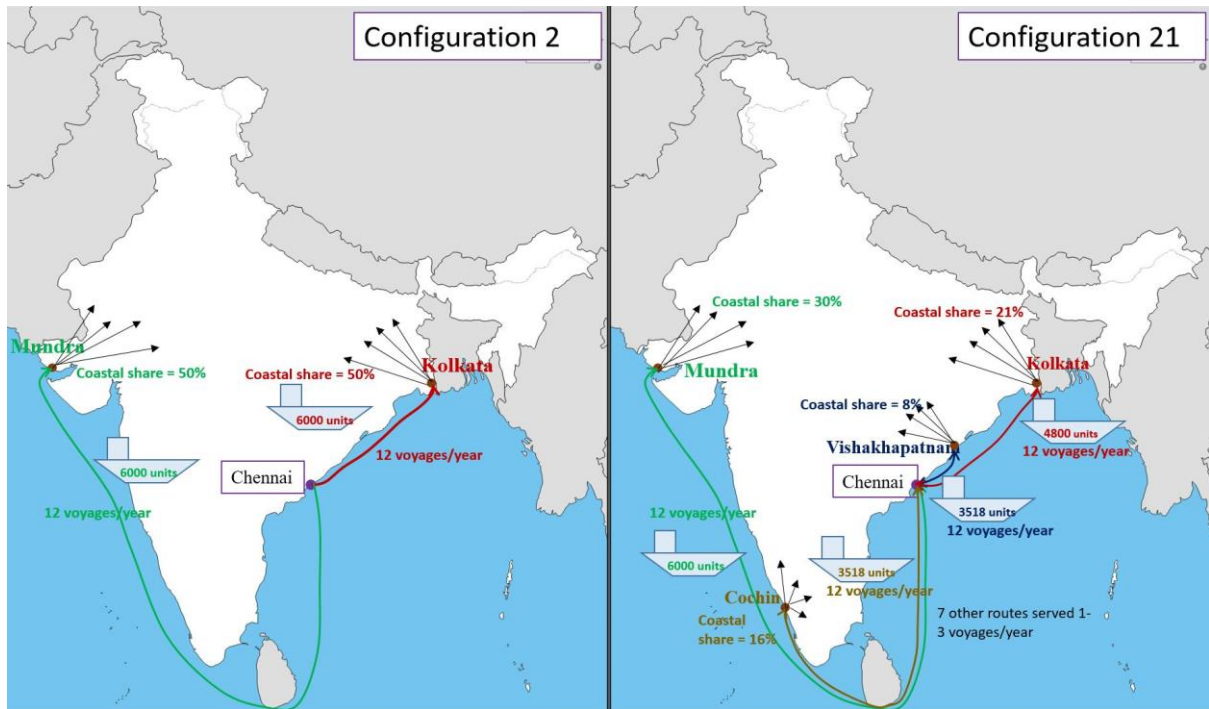 Configuration 2
Mundra
Coastal share = 50%
Coastal share = 50%
Kolkata
6000 units
12 voyages/year
6000 units
Chennai
12 voyages/year
Configuration 21
Coastal share = 30%
Coastal share = 21%
Mundra
Kolkata
Coastal share = 8%
4800 units
12 voyages/year
Vishakhapatnam
Chennai
12 voyages/year
3518 units
12 voyages/year
6000 units
3518 units
12 voyages/year
Cochin
Coastal
share = 16%
7 other routes served 1-
3 voyages/year